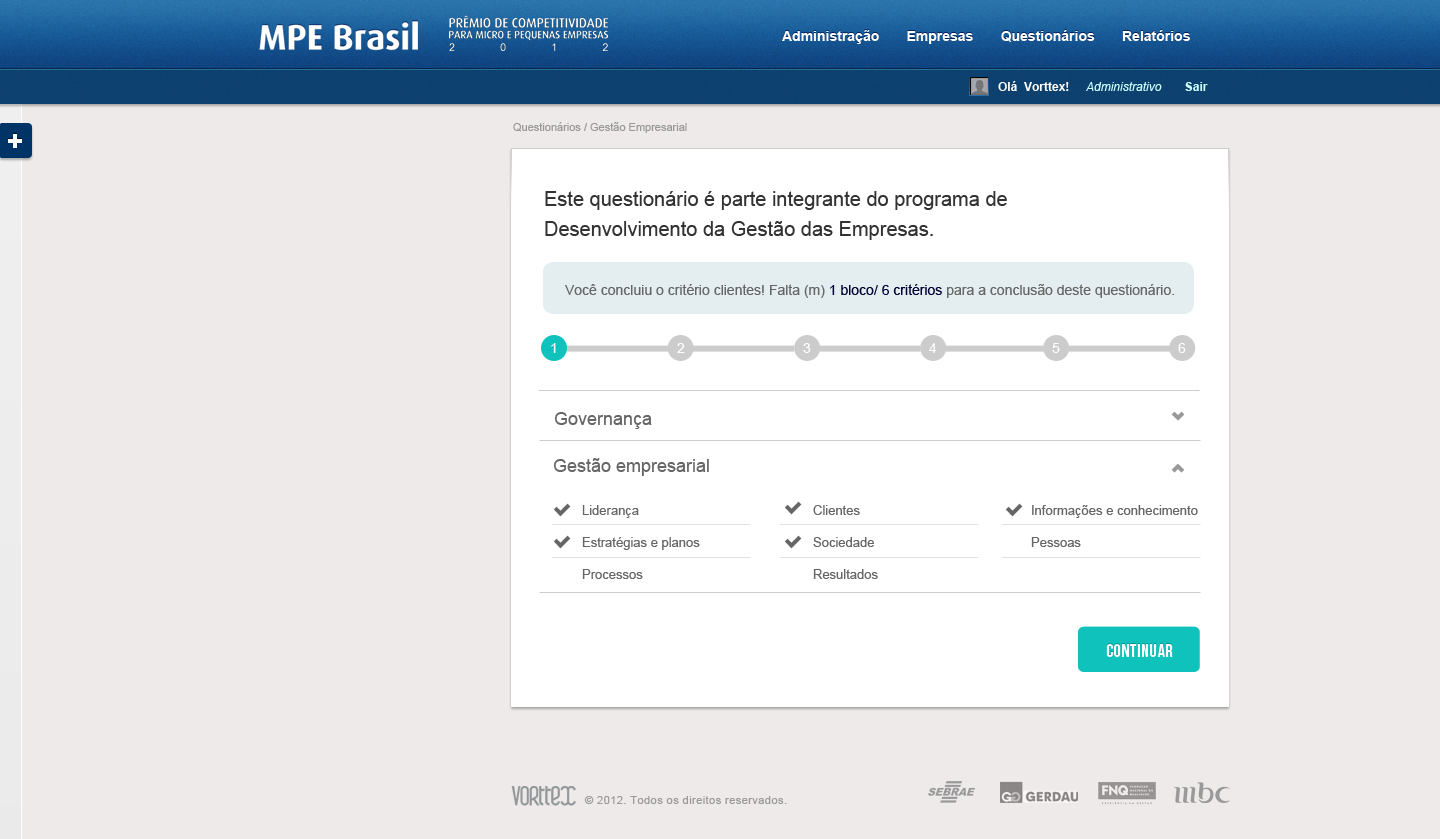 MPE Brasil
PRÊMIO DE COMPETITIVIDADE
PARA MICRO E PEQUENAS EMPRESAS
2 0 1 2
Administração Empresas Questionários Relatórios
Olá Vorttex! Administrativo Sair
Questionários / Gestão Empresarial
Este questionário é parte integrante do programa de
Desenvolvimento da Gestão das Empresas.
Você concluiu o critério clientes! Falta (m) 1 bloco/ 6 critérios para a conclusão deste questionário.
1 2 3 4 5 6
Governança
Gestão empresarial
Liderança Clientes Informações e conhecimento
Estratégias e planos Sociedade Pessoas
Processos Resultados
CONTINUAR
VORTTEX © 2012. Todos os direitos reservados.
SEBRAE GERDAU FNQ mbc